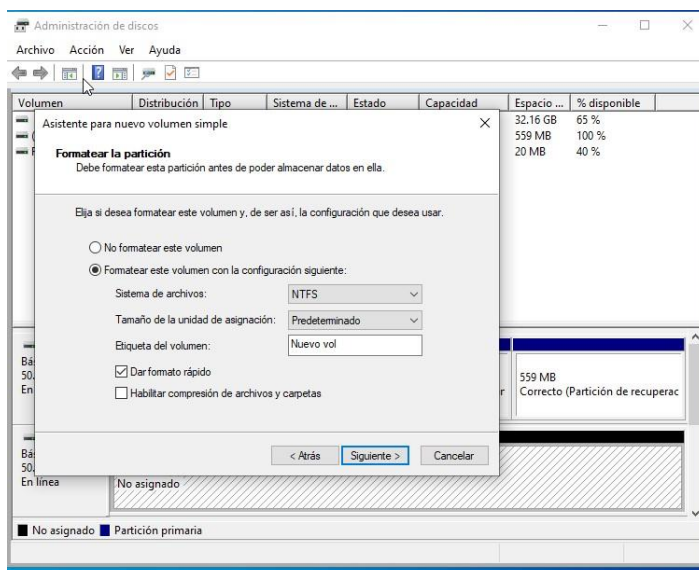 Administración de discos
Archivo Acción Ver Ayuda
Volumen Distribución Tipo Sistema de ... Estado Capacidad Espacio ... % disponible
32.16 GB 65 %
559 MB 100 %
20 MB 40 %
Asistente para nuevo volumen simple
Formatear la partición
Debe formatear esta partición antes de poder almacenar datos en ella.
Elija si desea formatear este volumen y, de ser así, la configuración que desea usar.
No formatear este volumen
Formatear este volumen con la configuración siguiente:
Sistema de archivos: NTFS
Tamaño de la unidad de asignación: Predeterminado
Etiqueta del volumen: Nuevo vol
Dar formato rápido
Habilitar compresión de archivos y carpetas
< Atrás Siguiente > Cancelar
Bás
50.
En
559 MB
Correcto (Partición de recuperac
Bás
50.
En línea
No asignado
No asignado Partición primaria